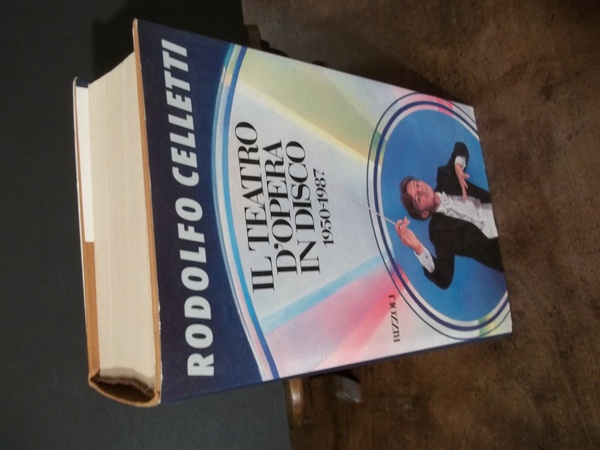 RODOLFO CELLETTI
IL TEATRO
D'OPERA
IN DISCO
1950-1987
RIZZOLI